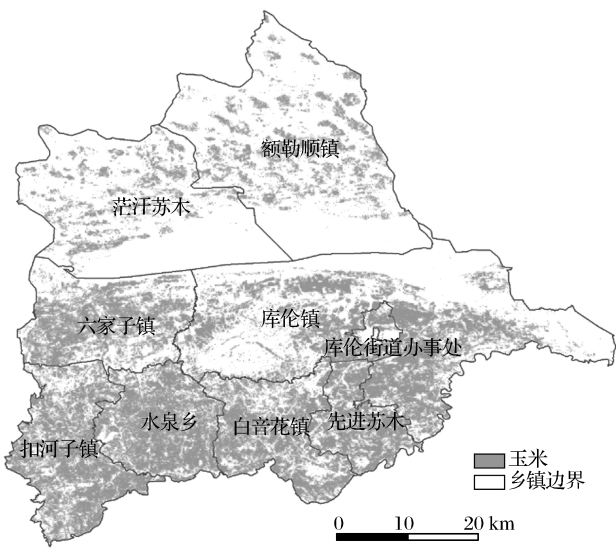 额勒顺镇
茫汗苏木
六家子镇
库伦镇
库伦街道办事处
扣河子镇
水泉乡
白音花镇
先进苏木
玉米
乡镇边界
0 10 20 km